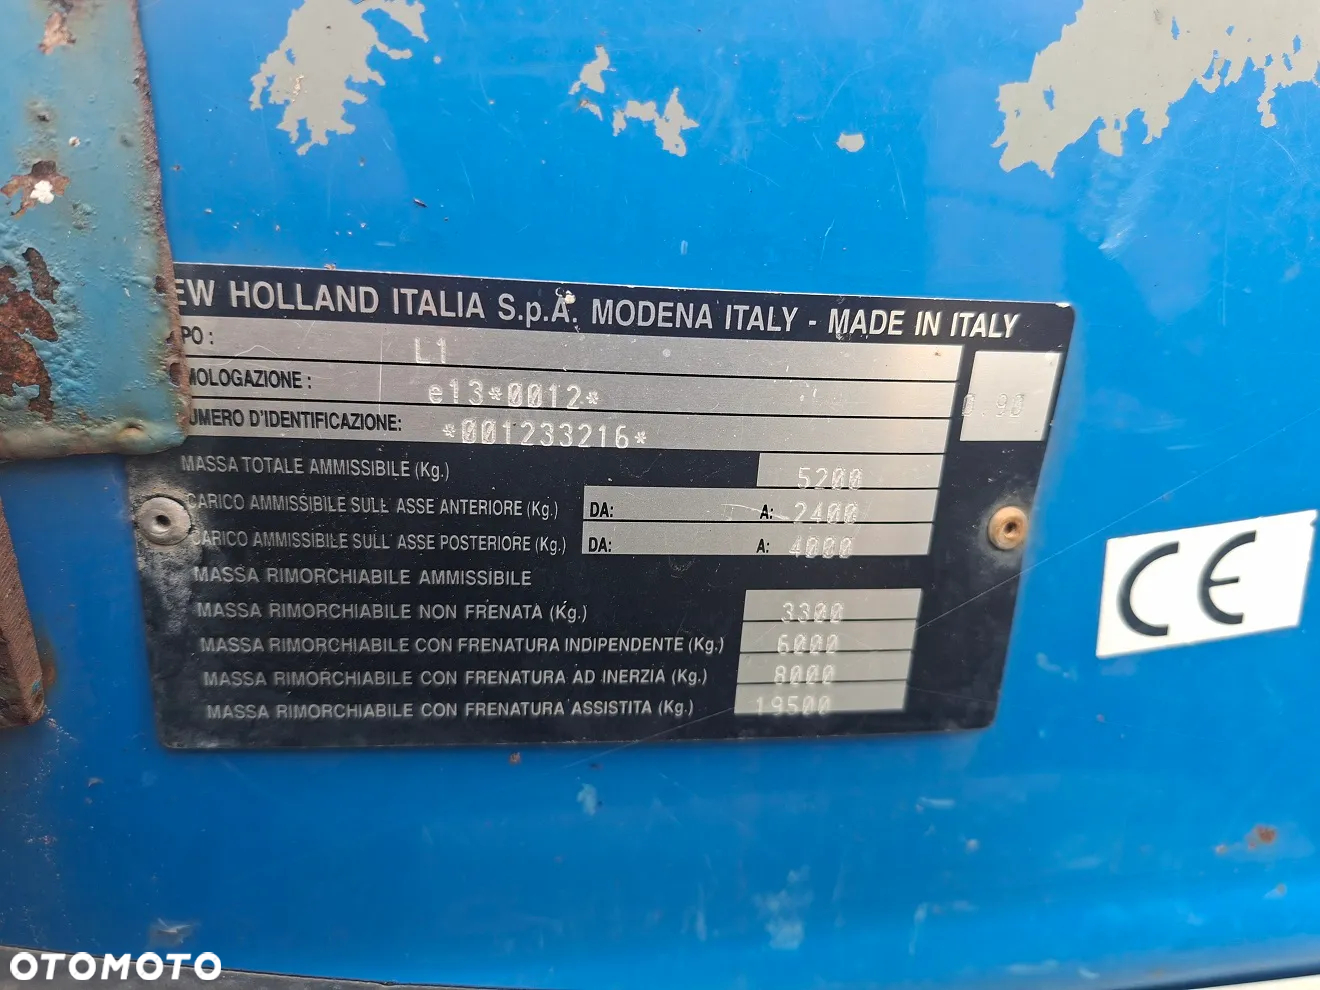 EW HOLLAND ITALIA S.p.A. MODENA ITALY - MADE IN ITALY
PO: L1
MOLOGAZIONE: e13*0012*
0.90
UMERO D'IDENTIFICAZIONE: *001233216*
MASSA TOTALE AMMISSIBILE (Kg.) 5200
CARICO AMMISSIBILE SULL' ASSE ANTERIORE (Kg.) DA: A: 2400
CARICO AMMISSIBILE SULL' ASSE POSTERIORE (Kg.) DA: A: 4000
MASSA RIMORCHIABILE AMMISSIBILE
MASSA RIMORCHIABILE NON FRENATA (Kg.) 3300
MASSA RIMORCHIABILE CON FRENATURA INDIPENDENTE (Kg.) 6000
MASSA RIMORCHIABILE CON FRENATURA AD INERZIA (Kg.) 8000
MASSA RIMORCHIABILE CON FRENATURA ASSISTITA (Kg.) 19500
CE
OTOMOTO